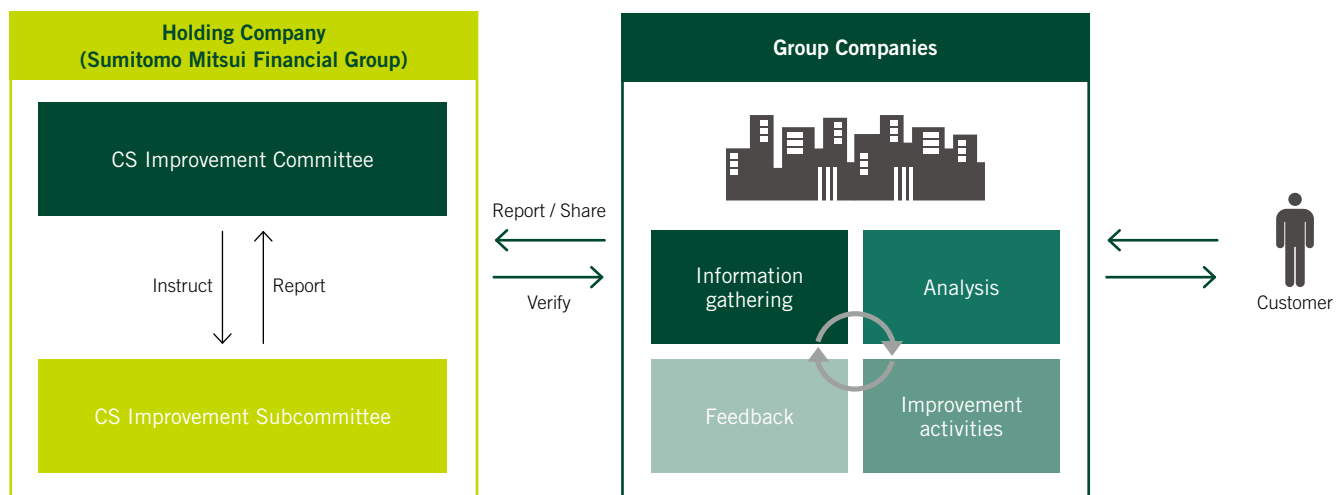 Holding Company
(Sumitomo Mitsui Financial Group)
CS Improvement Committee
Instruct
Report
CS Improvement Subcommittee
Report / Share
Verify
Group Companies
Information
gathering
Analysis
Feedback
Improvement
activities
Customer